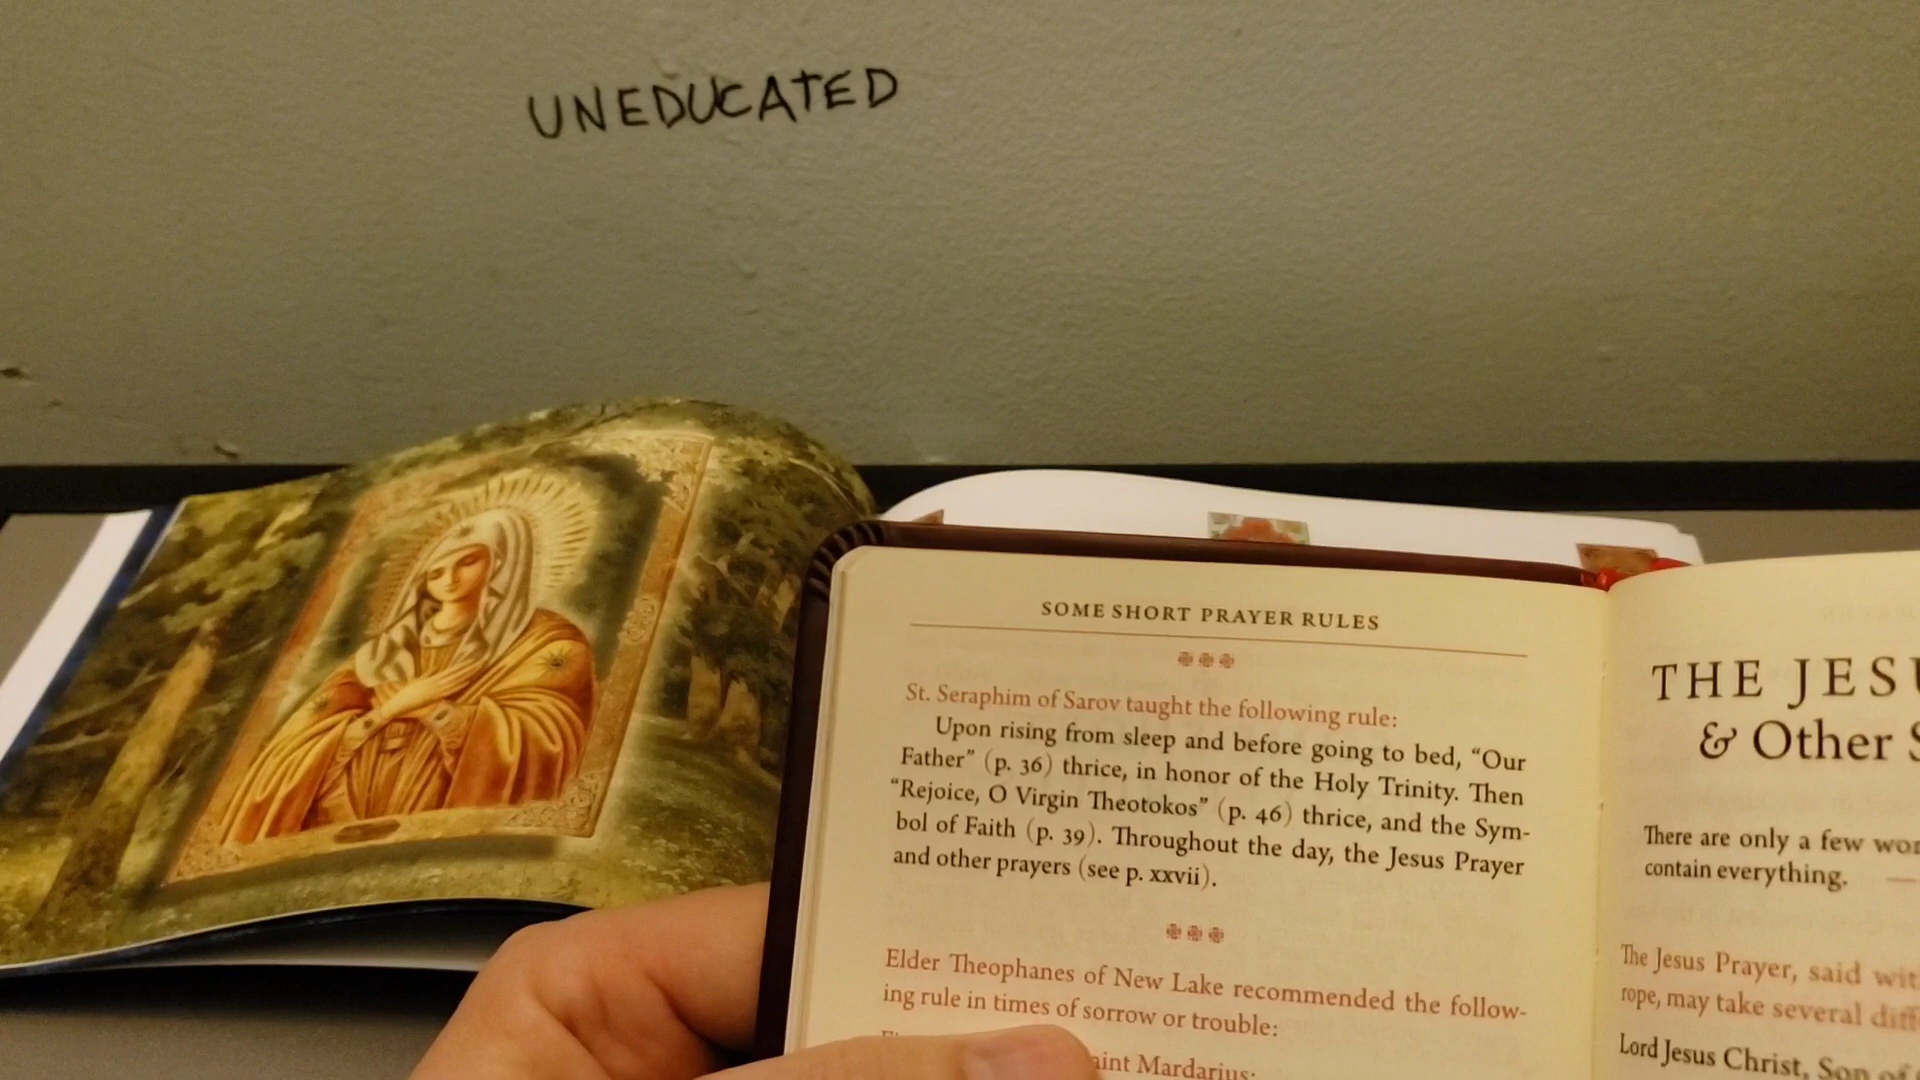 UNEDUCATED
SOME SHORT PRAYER RULES
St. Seraphim of Sarov taught the following rule:
Upon rising from sleep and before going to bed, “Our
Father” (p. 36) thrice, in honor of the Holy Trinity. Then
“Rejoice, O Virgin Theotokos” (p. 46) thrice, and the Sym-
bol of Faith (p. 39). Throughout the day, the Jesus Prayer
and other prayers (see p. xxvii).
Elder Theophanes of New Lake recommended the follow-
ing rule in times of sorrow or trouble:
Mardarius:
THE
& Other
There are only a few
contain everything. —
The Jesus Prayer, said
rope, may take several
Lord Jesus Christ, Son of